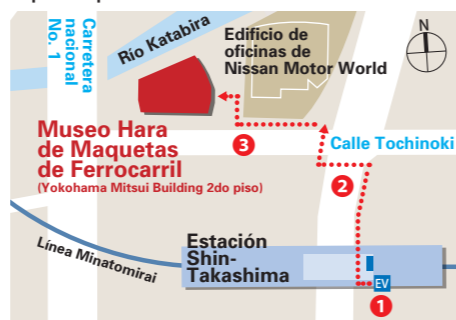 Carretera
nacional
No. 1
Río Katabira
Edificio de
oficinas de
Nissan Motor World
N
Museo Hara
de Maquetas
de Ferrocarril
(Yokohama Mitsui Building 2do piso)
3
Calle Tochinoki
2
Línea Minatomirai
Estación
Shin-
Takashima
EV
1